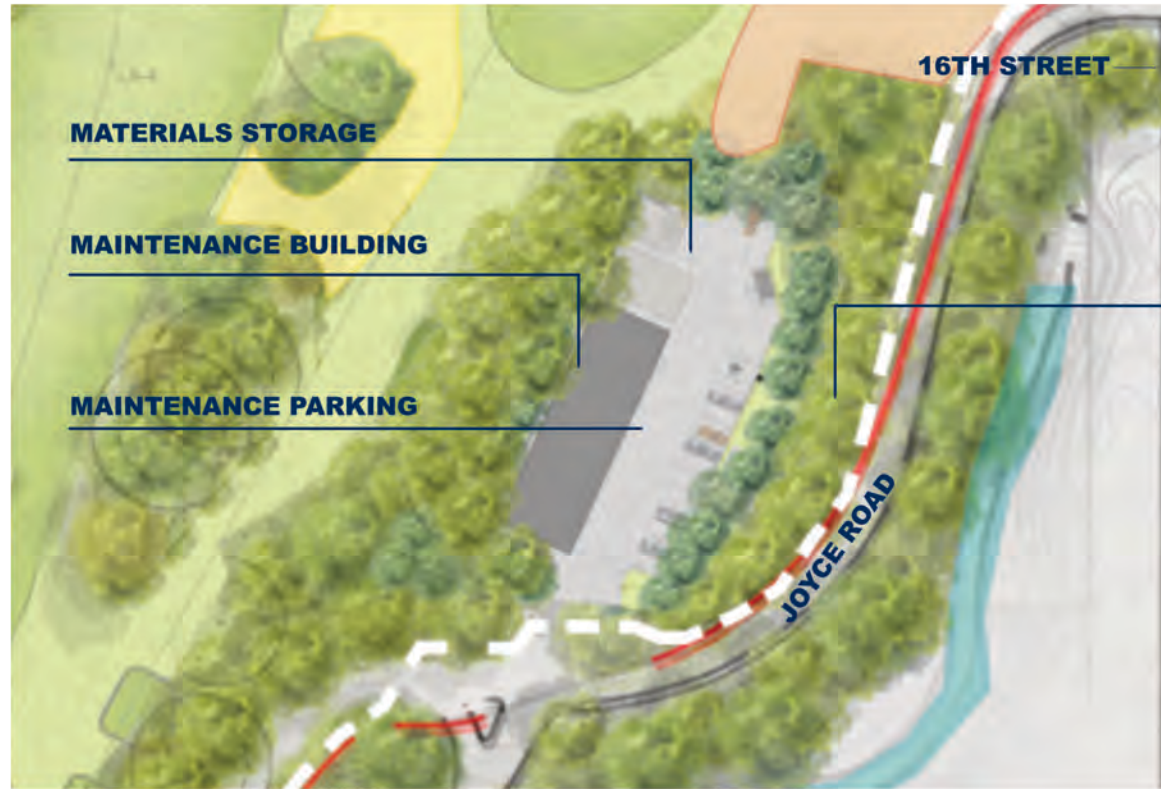 16TH STREET
MATERIALS STORAGE
MAINTENANCE BUILDING
MAINTENANCE PARKING
JOYCE ROAD